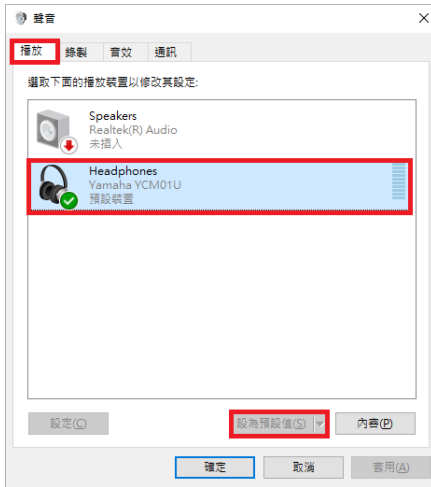 聲音
播放 錄製 音效 通訊
選取下面的播放裝置以修改其設定:
Speakers
Realtek(R) Audio
未插入
Headphones
Yamaha YCM01U
預設裝置
設定(C) 設為預設值(S) 內容(P)
確定 取消 套用(A)